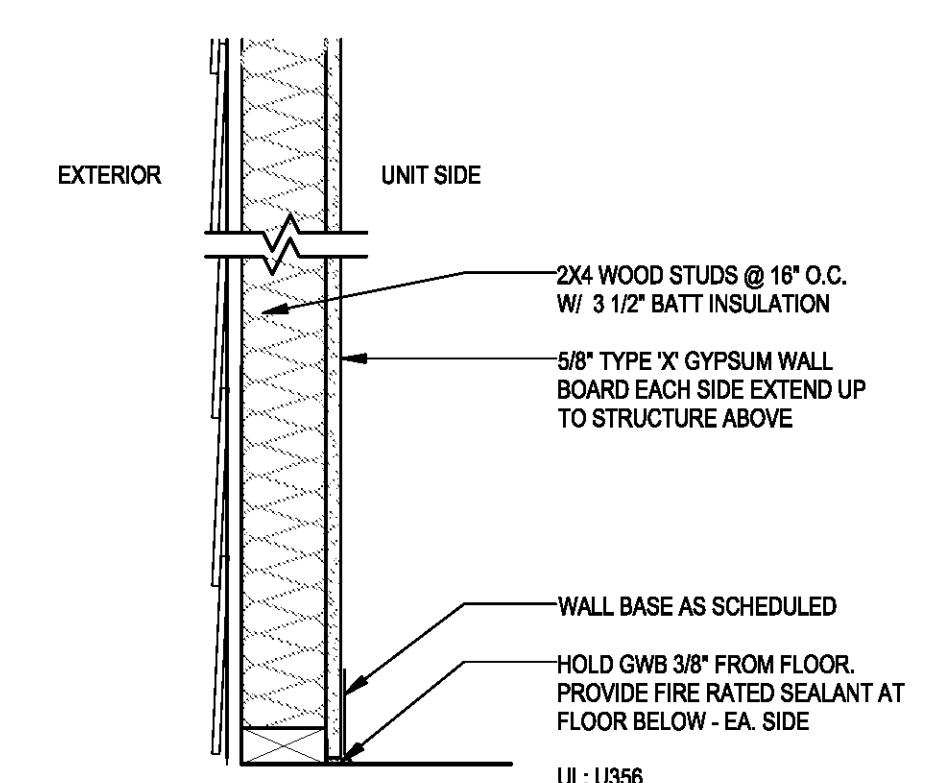 EXTERIOR
UNIT SIDE
2X4 WOOD STUDS @ 16" O.C.
W/ 3 1/2" BATT INSULATION
5/8" TYPE 'X' GYPSUM WALL
BOARD EACH SIDE EXTEND UP
TO STRUCTURE ABOVE
WALL BASE AS SCHEDULED
HOLD GWB 3/8" FROM FLOOR.
PROVIDE FIRE RATED SEALANT AT
FLOOR BELOW - EA. SIDE
UL: U356